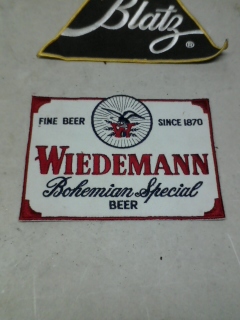 Blatz
®
FINE BEER SINCE 1870
W
WIEDEMANN
Bohemian Special
BEER